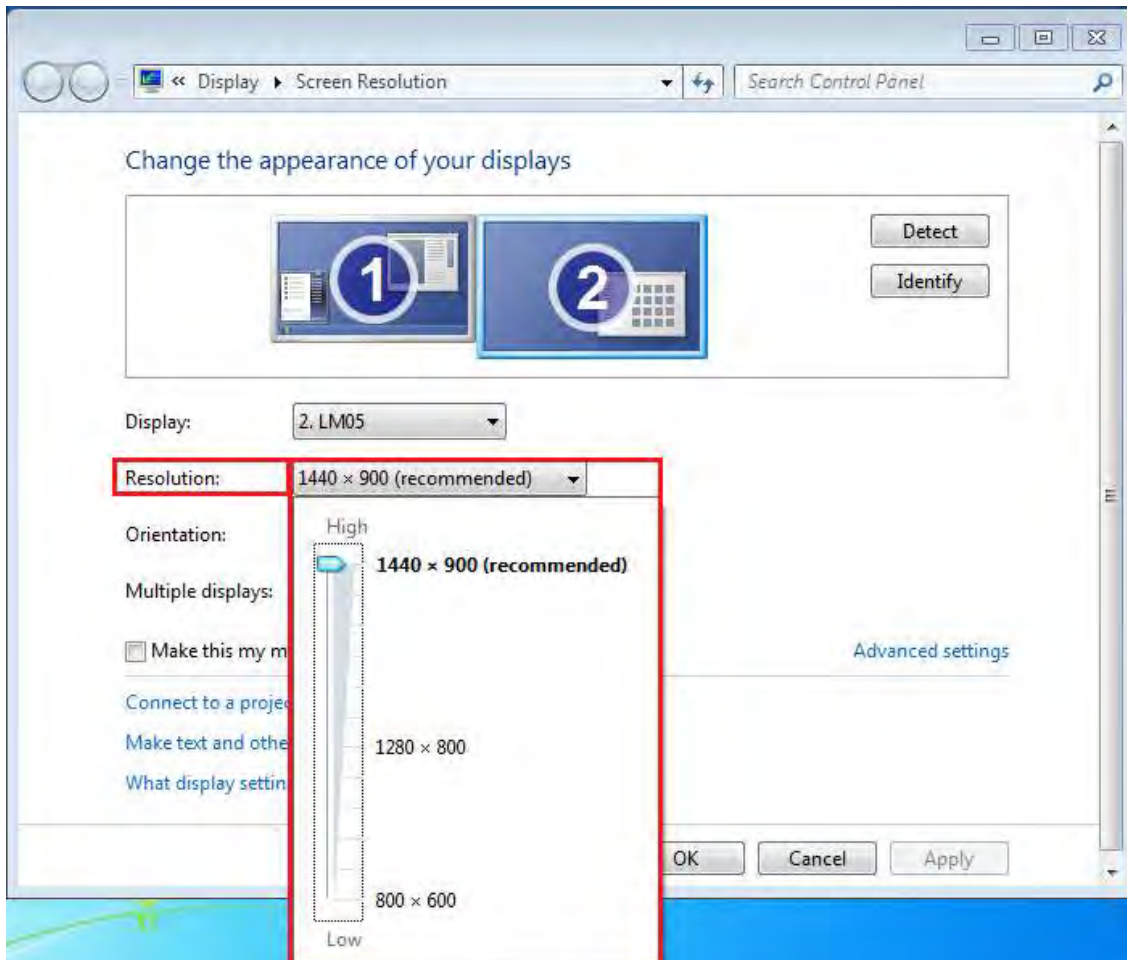 « Display ▸ Screen Resolution Search Control Panel
Change the appearance of your displays
1 2
Detect
Identify
Display: 2. LM05
Resolution: 1440 × 900 (recommended)
Orientation:
High
1440 × 900 (recommended)
Multiple displays:
Make this my m
Advanced settings
Connect to a projec
Make text and othe
1280 × 800
What display settin
OK Cancel Apply
800 × 600
Low